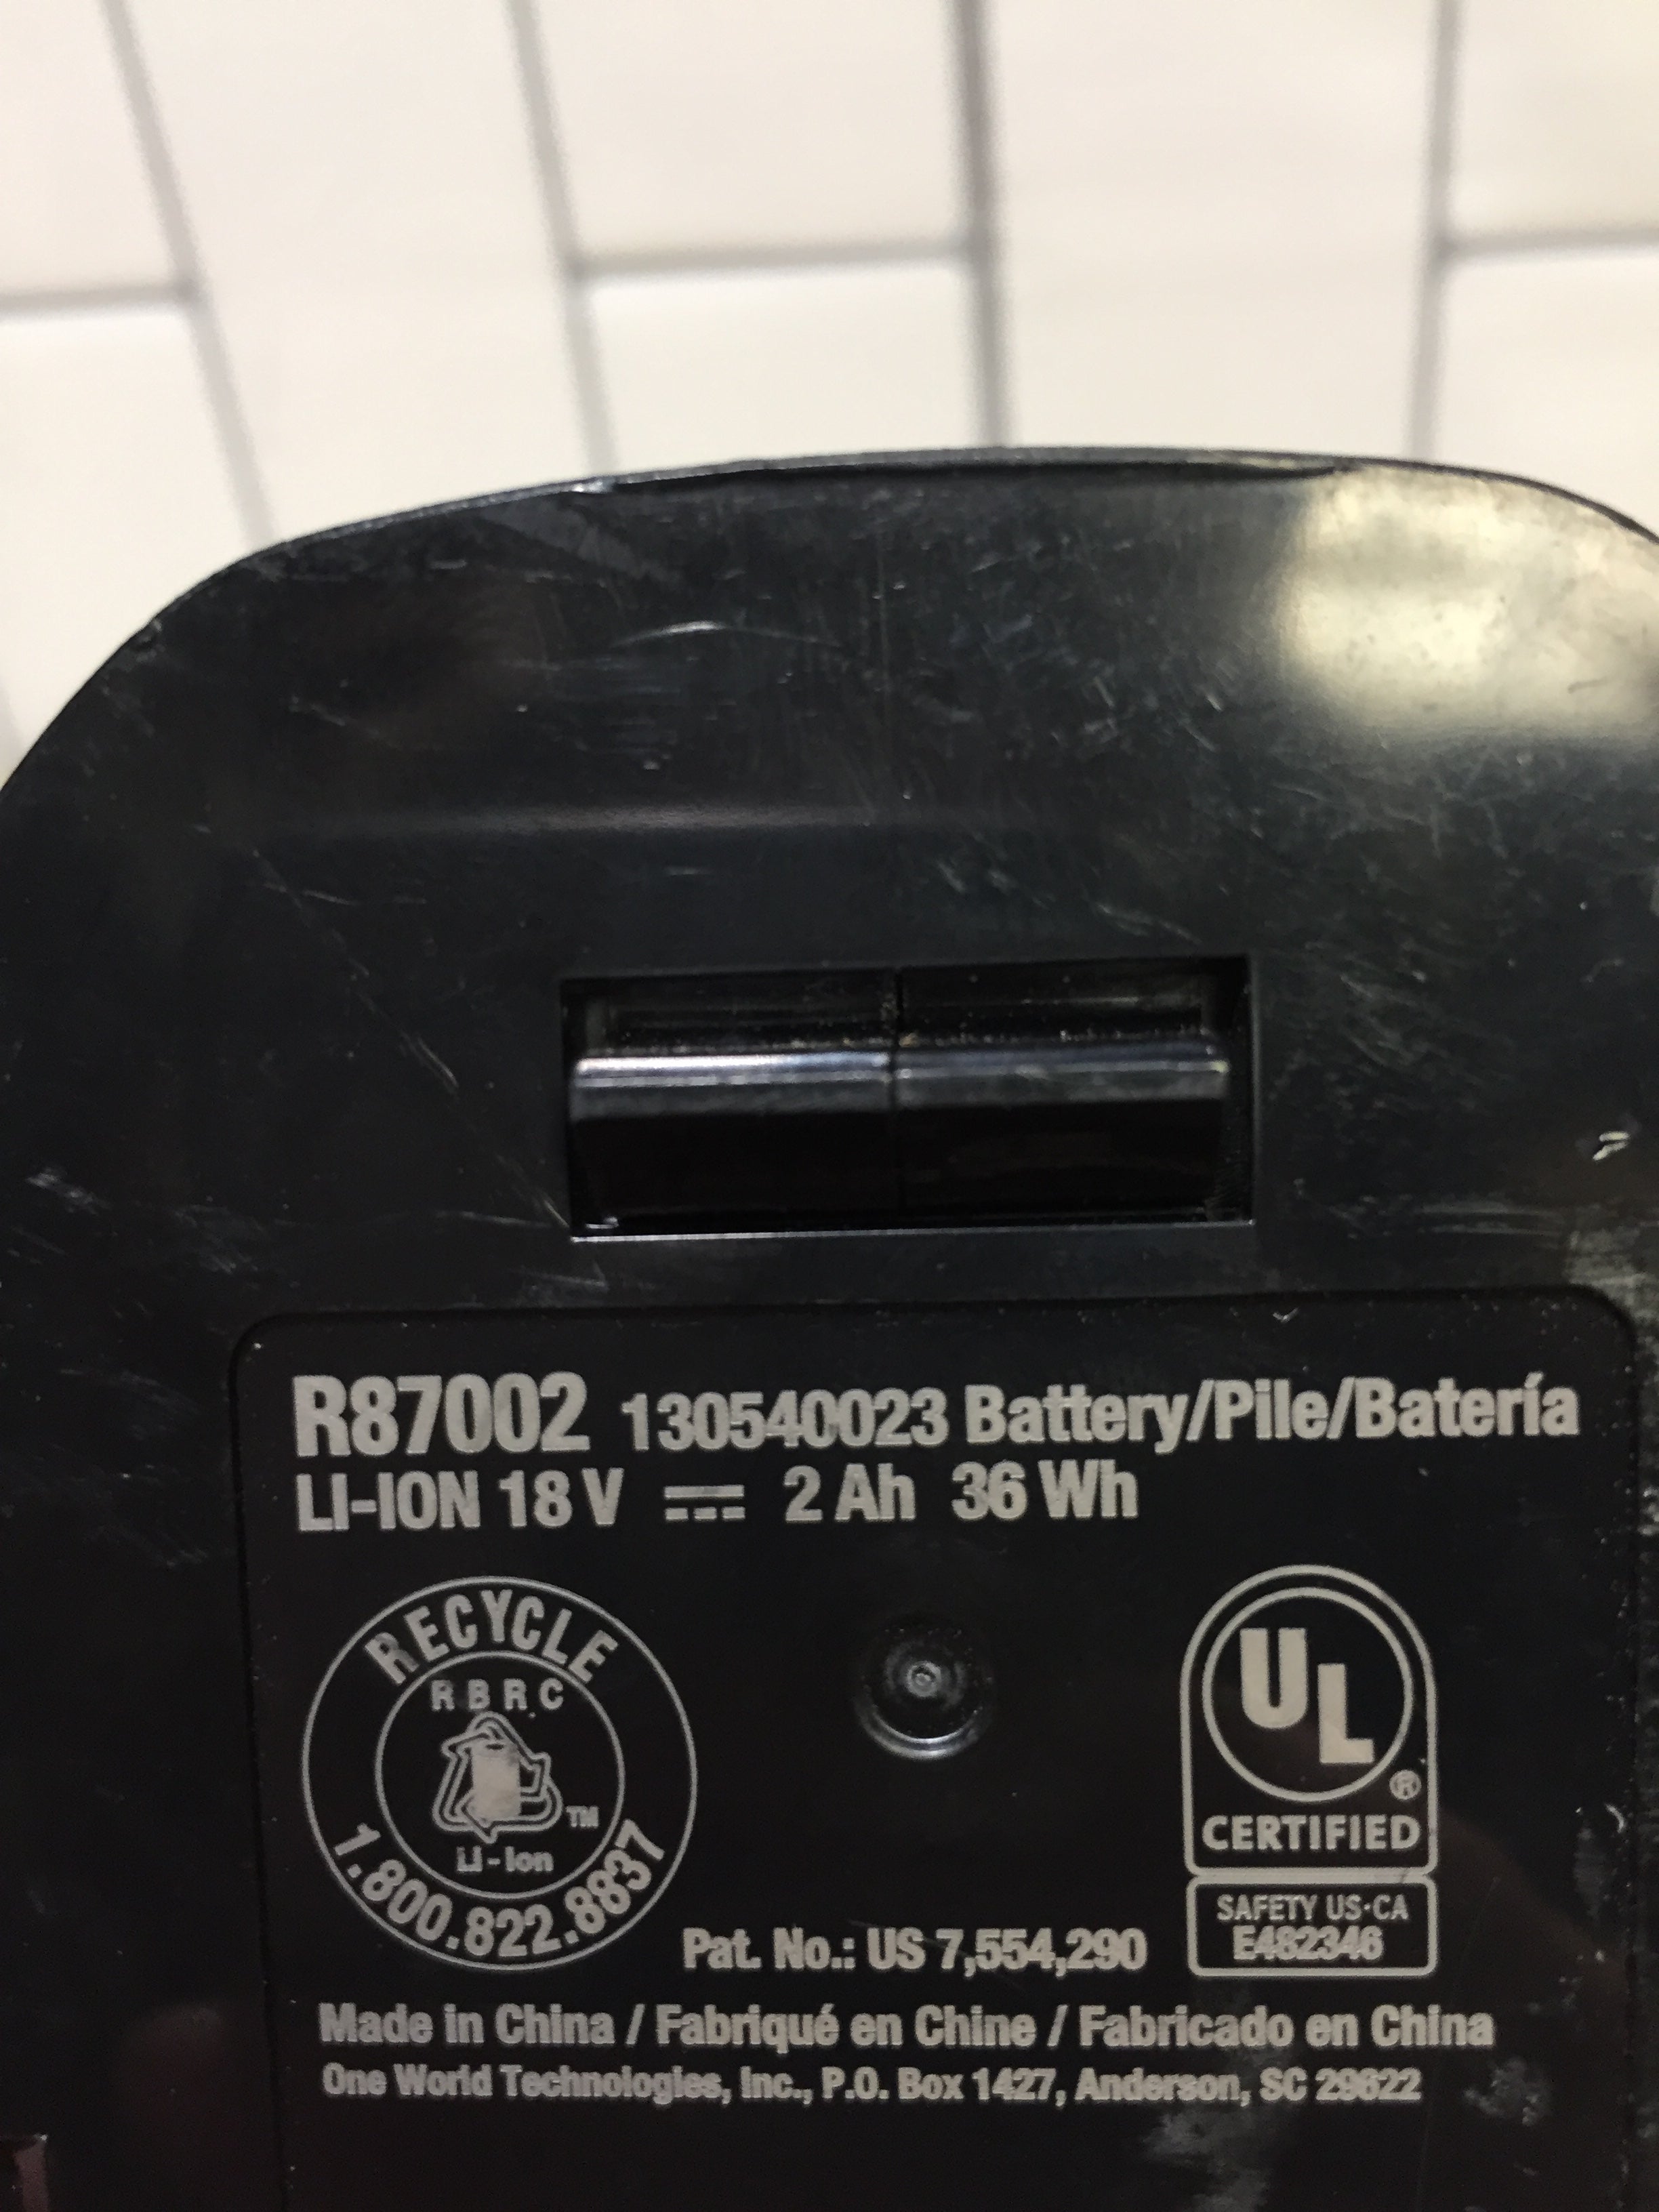 R87002 130540023 Battery/Pile/Batería
LI-ION 18 V ⎓ 2 Ah 36 Wh
RECYCLE
RBRC
TM
Li-Ion
1.800.822.8837
UL
®
CERTIFIED
SAFETY US·CA
E482346
Pat. No.: US 7,554,290
Made in China / Fabriqué en Chine / Fabricado en China
One World Technologies, Inc., P.O. Box 1427, Anderson, SC 29622